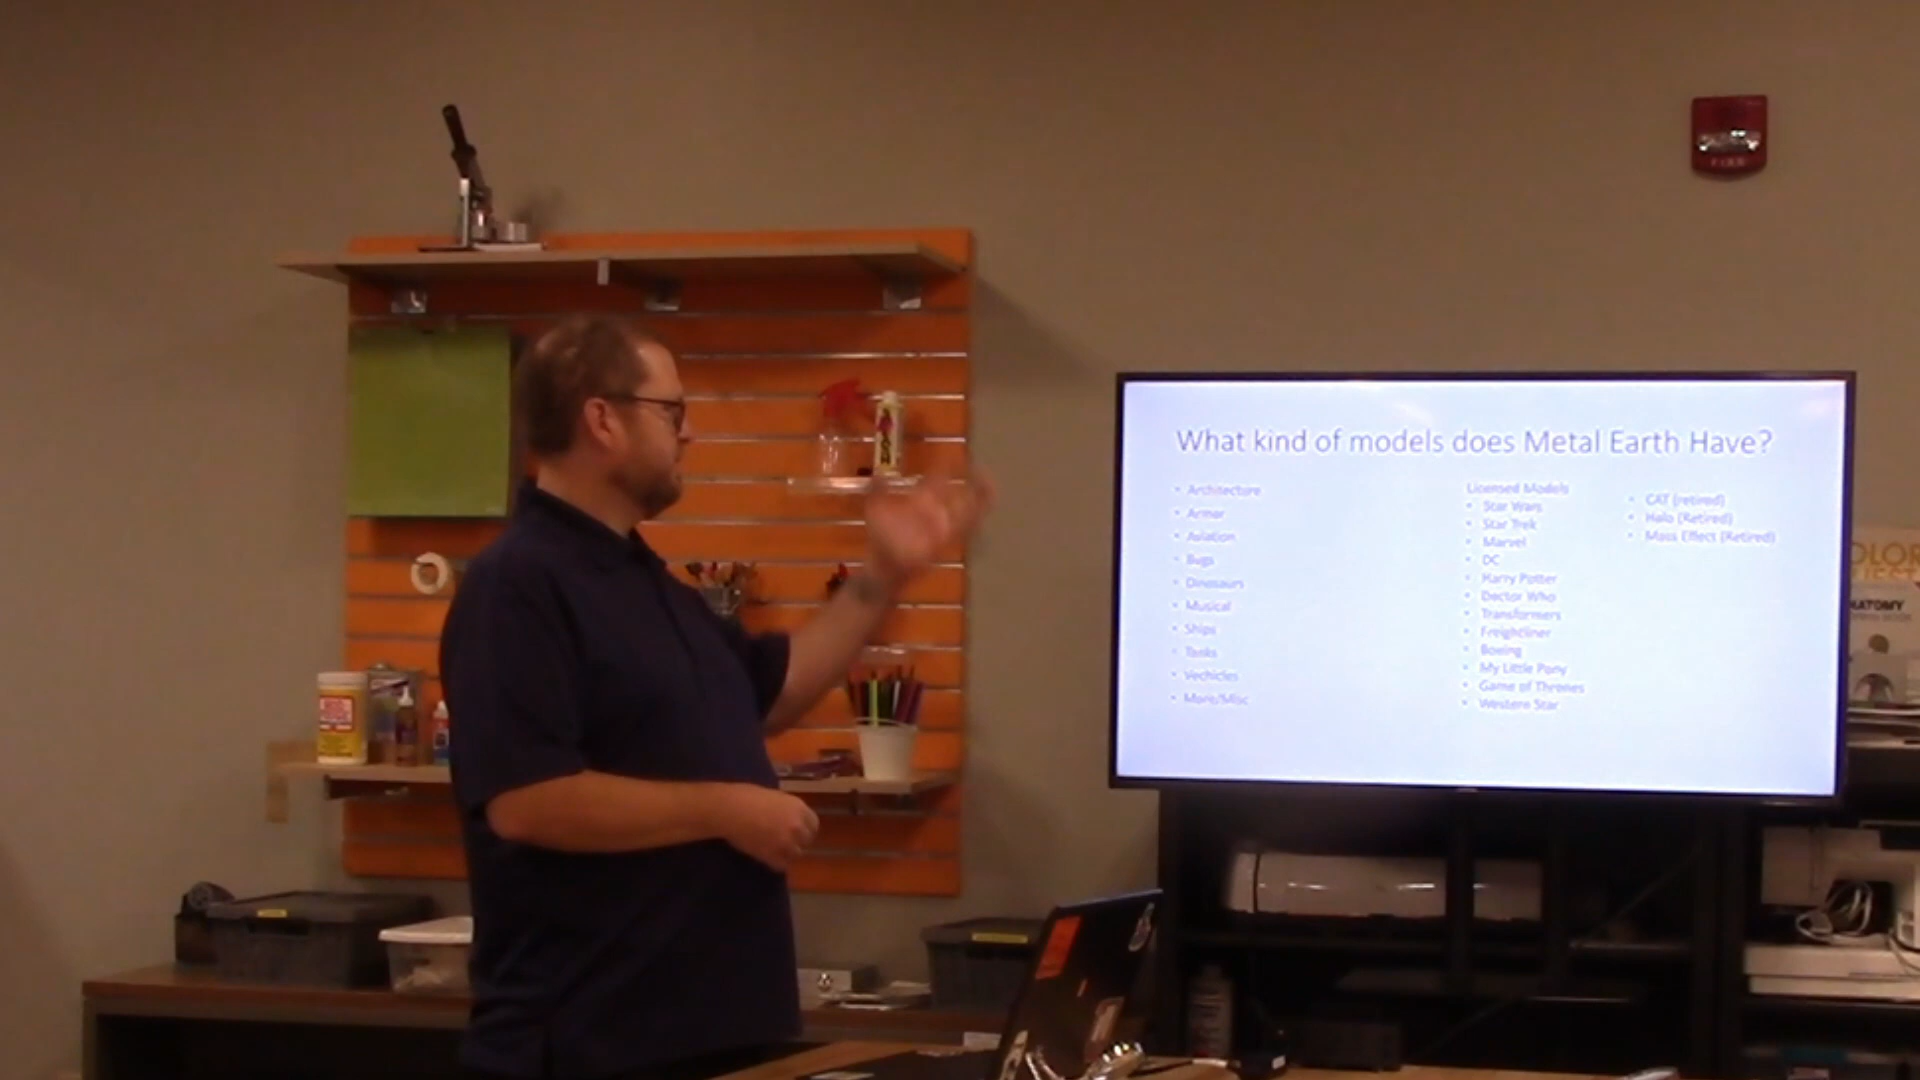 What kind of models does Metal Earth Have?
• Architecture
• Armor
• Aviation
• Bugs
• Dinosaurs
• Musical
• Ships
• Tanks
• Vechicles
• More/Misc
Licensed Models
• Star Wars
• Star Trek
• Marvel
• DC
• Harry Potter
• Doctor Who
• Transformers
• Freightliner
• Boeing
• My Little Pony
• Game of Thrones
• Western Star
• CAT (retired)
• Halo (Retired)
• Mass Effect (Retired)
FIRE